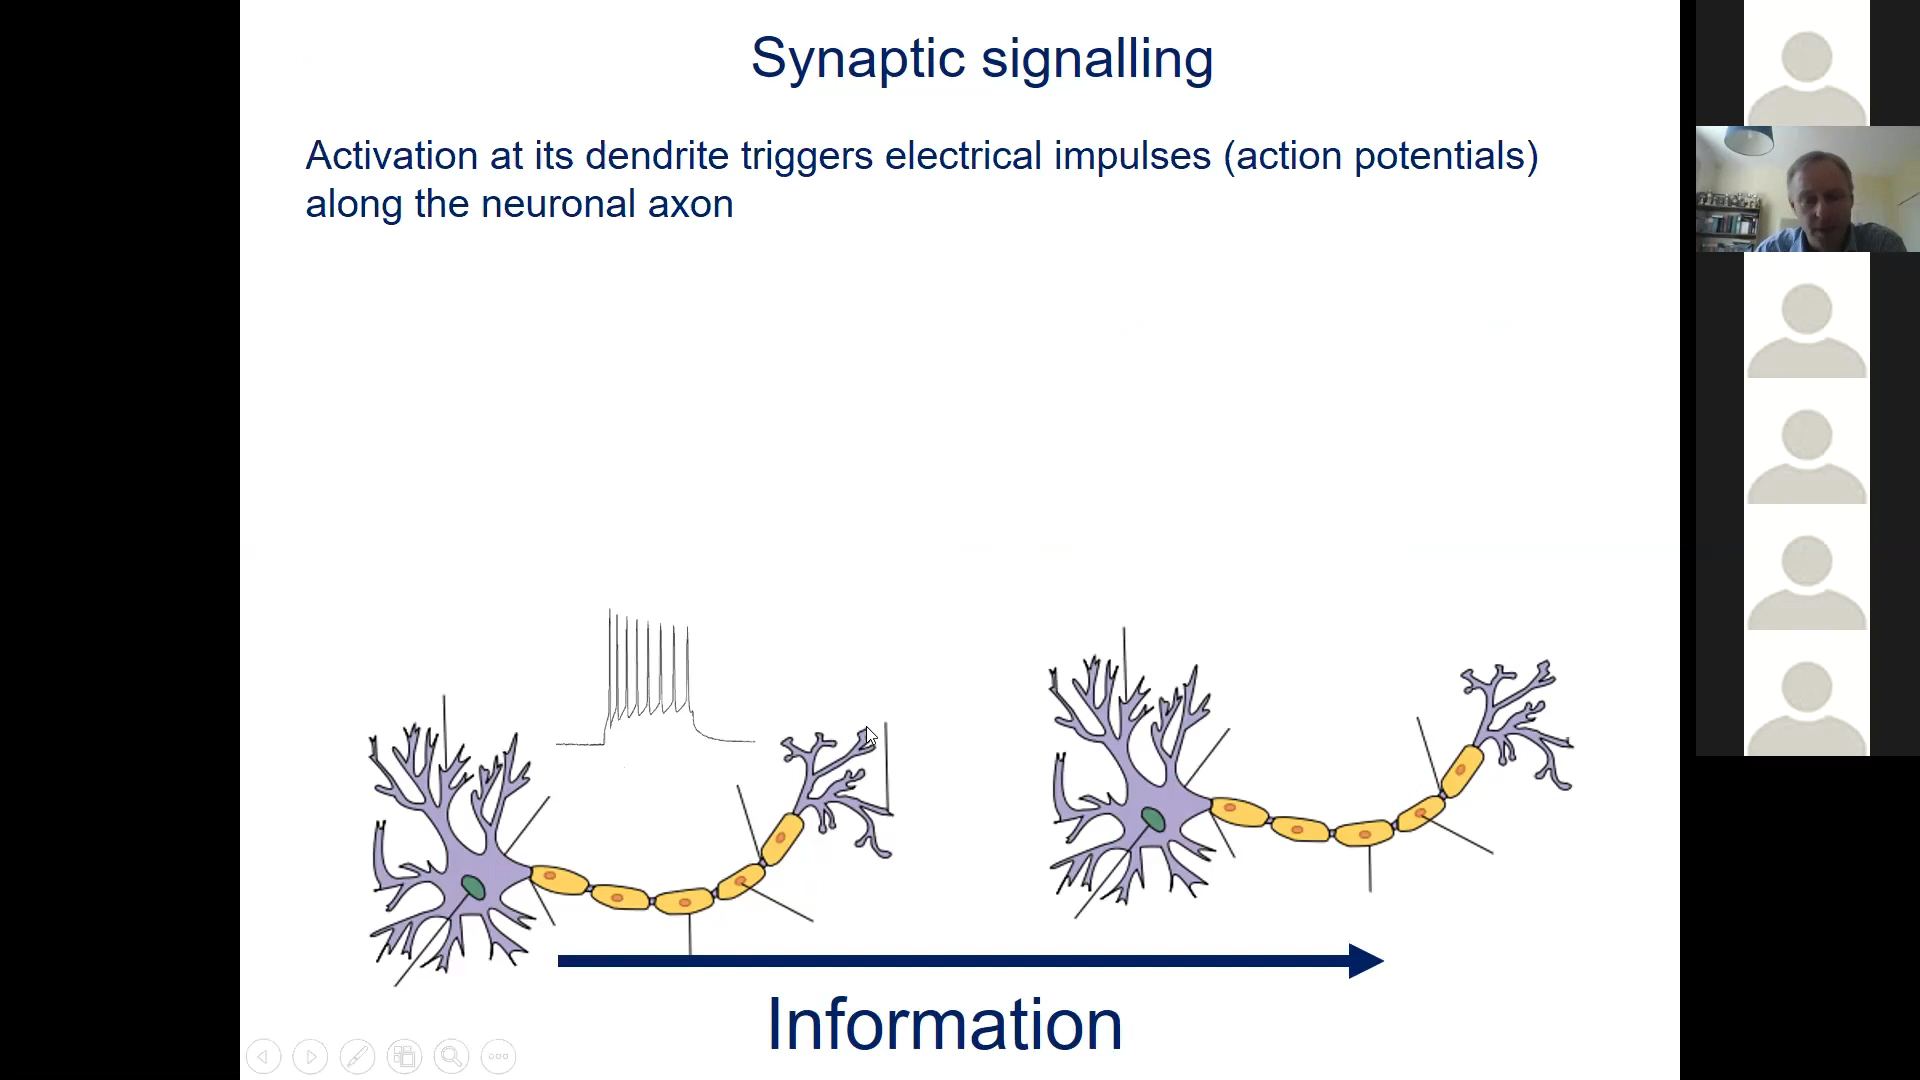 Synaptic signalling
Activation at its dendrite triggers electrical impulses (action potentials)
along the neuronal axon
Information